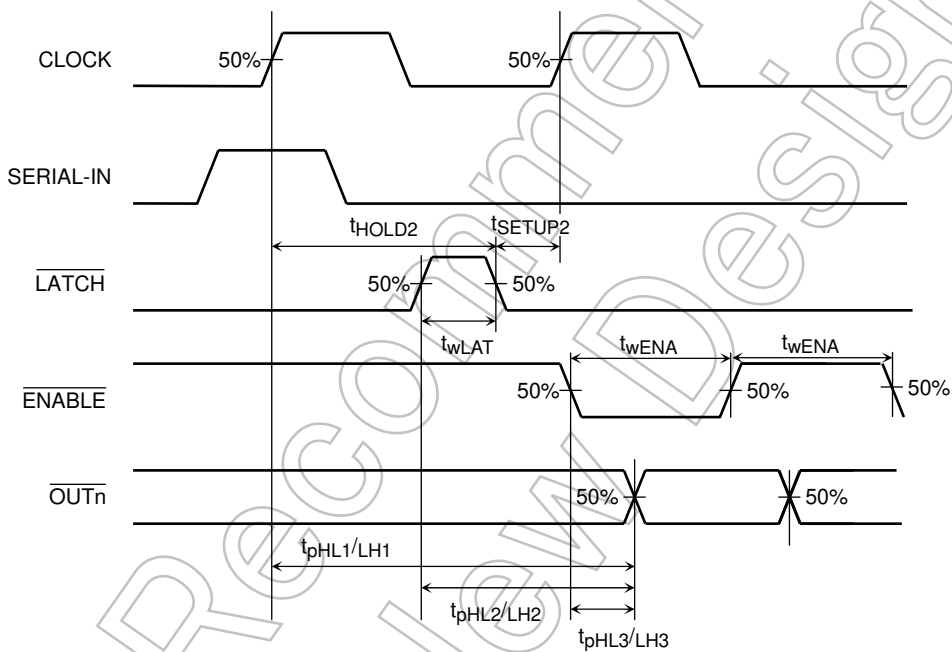 CLOCK 50% 50%
SERIAL-IN
tHOLD2 tSETUP2
LATCH 50% 50%
twLAT twENA twENA
ENABLE 50% 50% 50%
OUTn 50% 50%
tpHL1/LH1
tpHL2/LH2
tpHL3/LH3